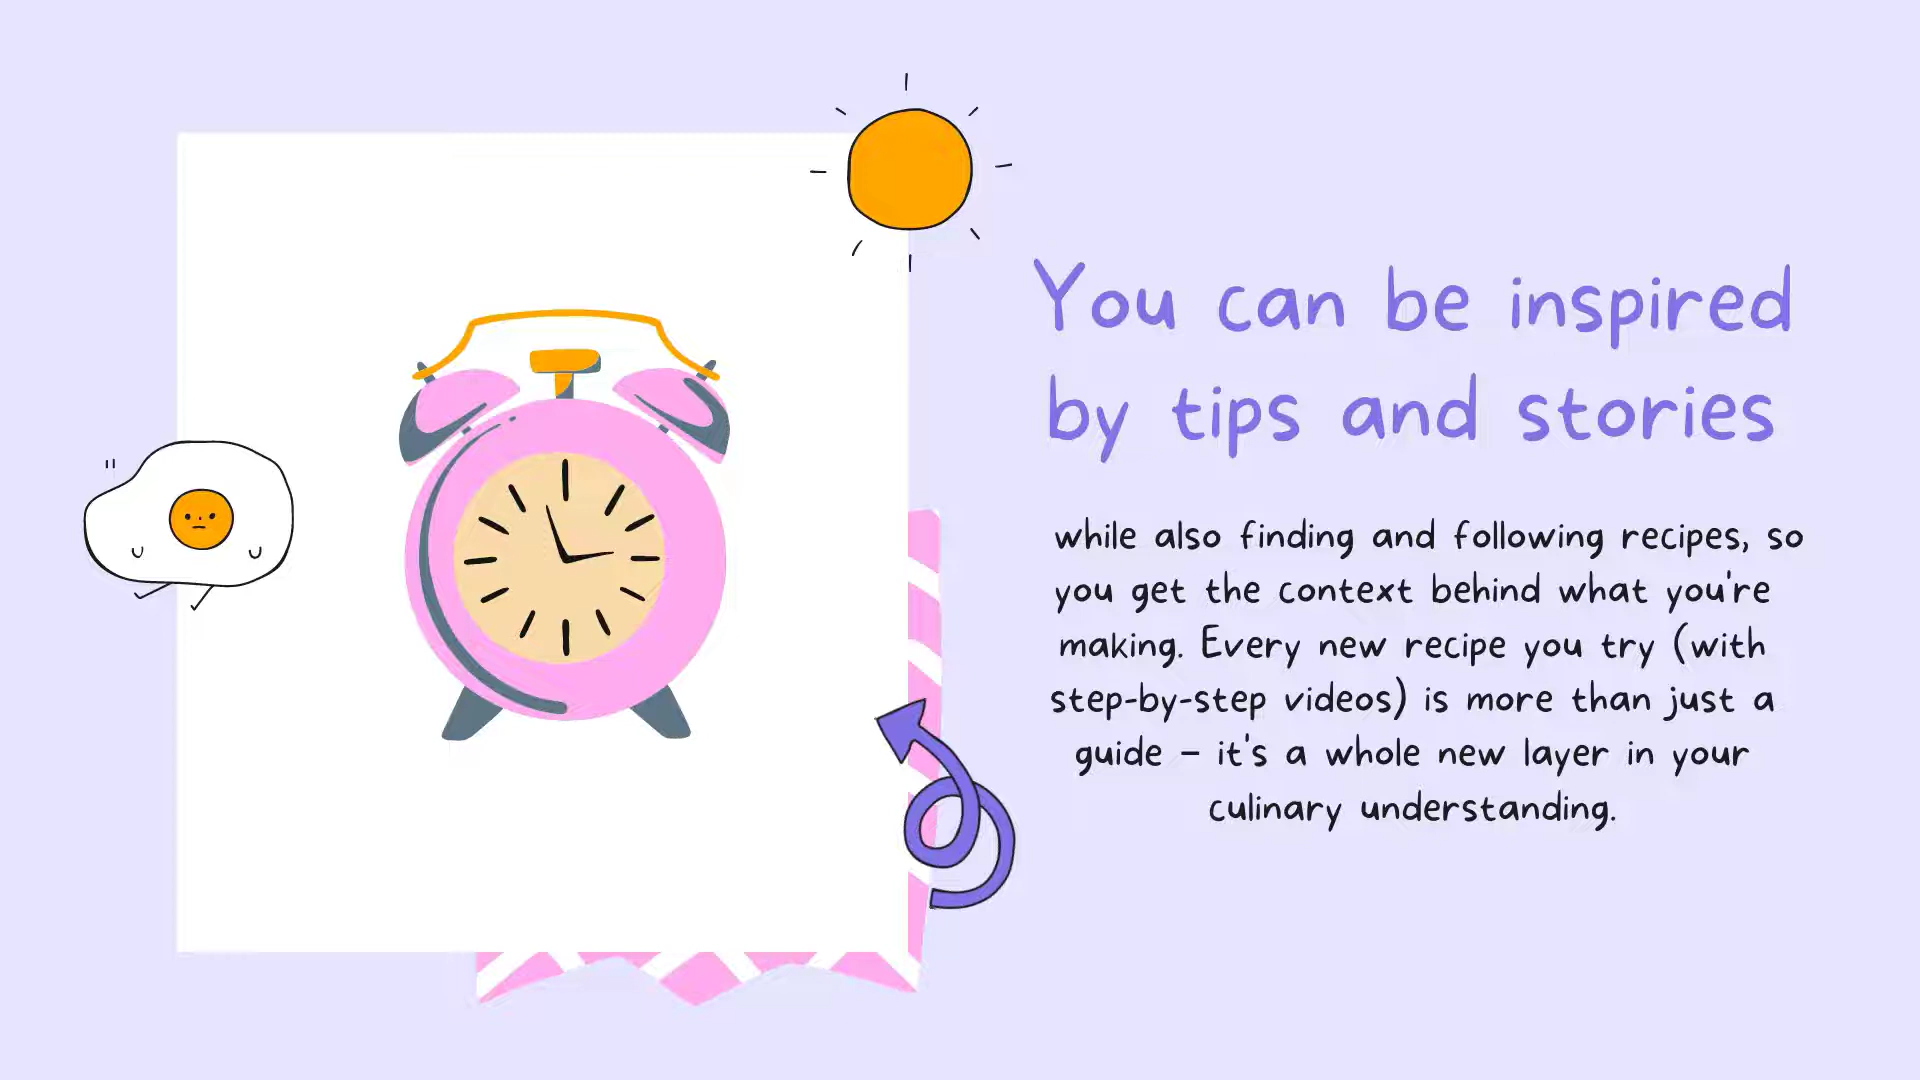 You can be inspired
by tips and stories
while also finding and following recipes, so
you get the context behind what you're
making. Every new recipe you try (with
step-by-step videos) is more than just a
guide – it's a whole new layer in your
culinary understanding.